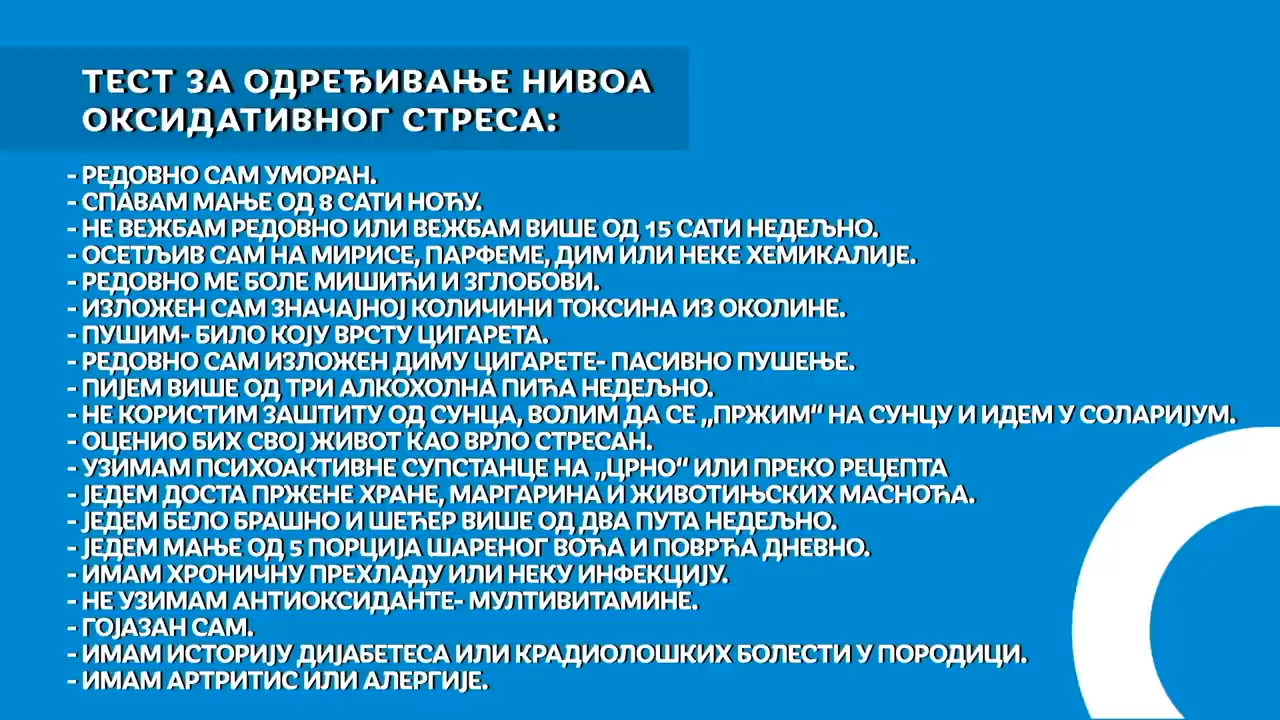 ТЕСТ ЗА ОДРЕЂИВАЊЕ НИВОА
ОКСИДАТИВНОГ СТРЕСА:
- РЕДОВНО САМ УМОРАН.
- СПАВАМ МАЊЕ ОД 8 САТИ НОЋУ.
- НЕ ВЕЖБАМ РЕДОВНО ИЛИ ВЕЖБАМ ВИШЕ ОД 15 САТИ НЕДЕЉНО.
- ОСЕТЉИВ САМ НА МИРИСЕ, ПАРФЕМЕ, ДИМ ИЛИ НЕКЕ ХЕМИКАЛИЈЕ.
- РЕДОВНО МЕ БОЛЕ МИШИЋИ И ЗГЛОБОВИ.
- ИЗЛОЖЕН САМ ЗНАЧАЈНОЈ КОЛИЧИНИ ТОКСИНА ИЗ ОКОЛИНЕ.
- ПУШИМ- БИЛО КОЈУ ВРСТУ ЦИГАРЕТА.
- РЕДОВНО САМ ИЗЛОЖЕН ДИМУ ЦИГАРЕТЕ- ПАСИВНО ПУШЕЊЕ.
- ПИЈЕМ ВИШЕ ОД ТРИ АЛКОХОЛНА ПИЋА НЕДЕЉНО.
- НЕ КОРИСТИМ ЗАШТИТУ ОД СУНЦА, ВОЛИМ ДА СЕ „ПРЖИМ“ НА СУНЦУ И ИДЕМ У СОЛАРИЈУМ.
- ОЦЕНИО БИХ СВОЈ ЖИВОТ КАО ВРЛО СТРЕСАН.
- УЗИМАМ ПСИХОАКТИВНЕ СУПСТАНЦЕ НА „ЦРНО“ ИЛИ ПРЕКО РЕЦЕПТА
- ЈЕДЕМ ДОСТА ПРЖЕНЕ ХРАНЕ, МАРГАРИНА И ЖИВОТИЊСКИХ МАСНОЋА.
- ЈЕДЕМ БЕЛО БРАШНО И ШЕЋЕР ВИШЕ ОД ДВА ПУТА НЕДЕЉНО.
- ЈЕДЕМ МАЊЕ ОД 5 ПОРЦИЈА ШАРЕНОГ ВОЋА И ПОВРЋА ДНЕВНО.
- ИМАМ ХРОНИЧНУ ПРЕХЛАДУ ИЛИ НЕКУ ИНФЕКЦИЈУ.
- НЕ УЗИМАМ АНТИОКСИДАНТЕ- МУЛТИВИТАМИНЕ.
- ГОЈАЗАН САМ.
- ИМАМ ИСТОРИЈУ ДИЈАБЕТЕСА ИЛИ КРАДИОЛОШКИХ БОЛЕСТИ У ПОРОДИЦИ.
- ИМАМ АРТРИТИС ИЛИ АЛЕРГИЈЕ.